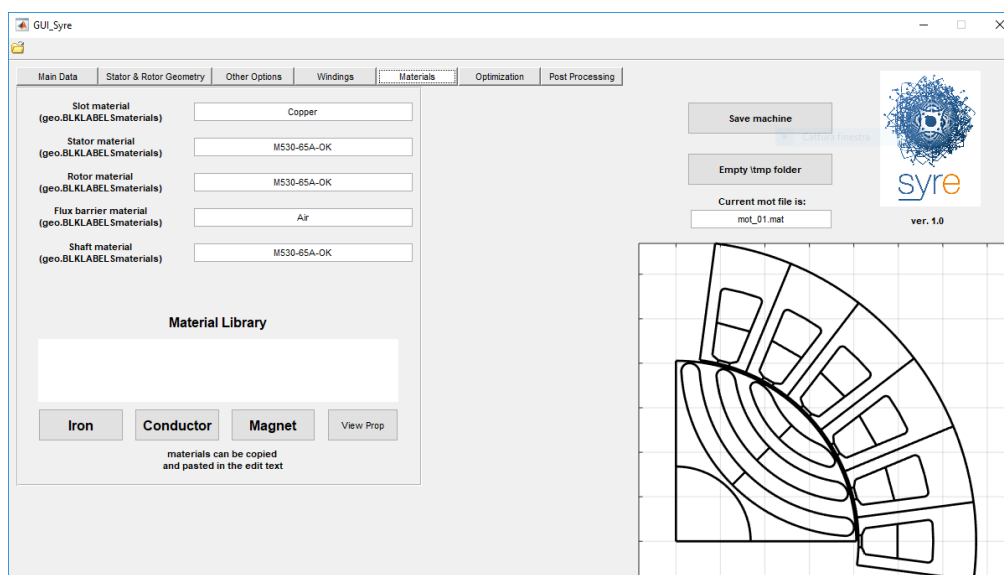 GUI_Syre
Main Data
Stator & Rotor Geometry
Other Options
Windings
Materials
Optimization
Post Processing
Slot material
(geo.BLKLABELSmaterials)
Copper
Stator material
(geo.BLKLABELSmaterials)
M530-65A-OK
Rotor material
(geo.BLKLABELSmaterials)
M530-65A-OK
Flux barrier material
(geo.BLKLABELSmaterials)
Air
Shaft material
(geo.BLKLABELSmaterials)
M530-65A-OK
Material Library
Iron
Conductor
Magnet
View Prop
materials can be copied
and pasted in the edit text
Save machine
Cattura finestra
Empty \tmp folder
Current mot file is:
mot_01.mat
syre
ver. 1.0